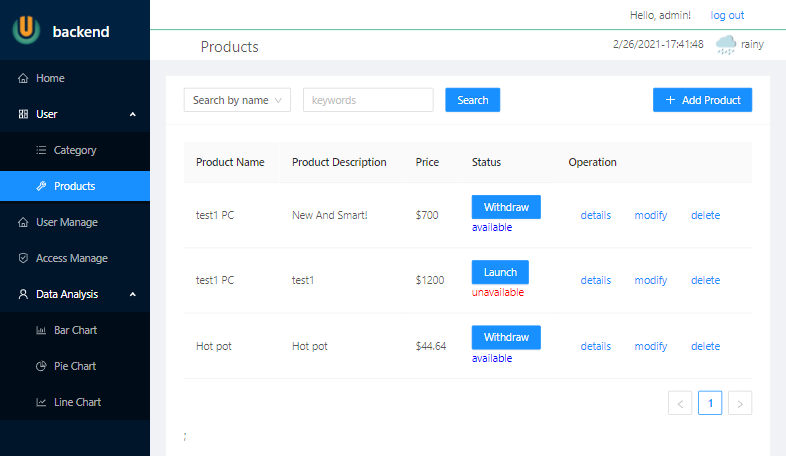 backend
Hello, admin! log out
Products
2/26/2021-17:41:48 rainy
Home
User
Category
Products
User Manage
Access Manage
Data Analysis
Bar Chart
Pie Chart
Line Chart
Search by name keywords Search + Add Product
Product Name Product Description Price Status Operation
test1 PC New And Smart! $700 Withdraw details modify delete
available
test1 PC test1 $1200 Launch details modify delete
unavailable
Hot pot Hot pot $44.64 Withdraw details modify delete
available
< 1 >
;